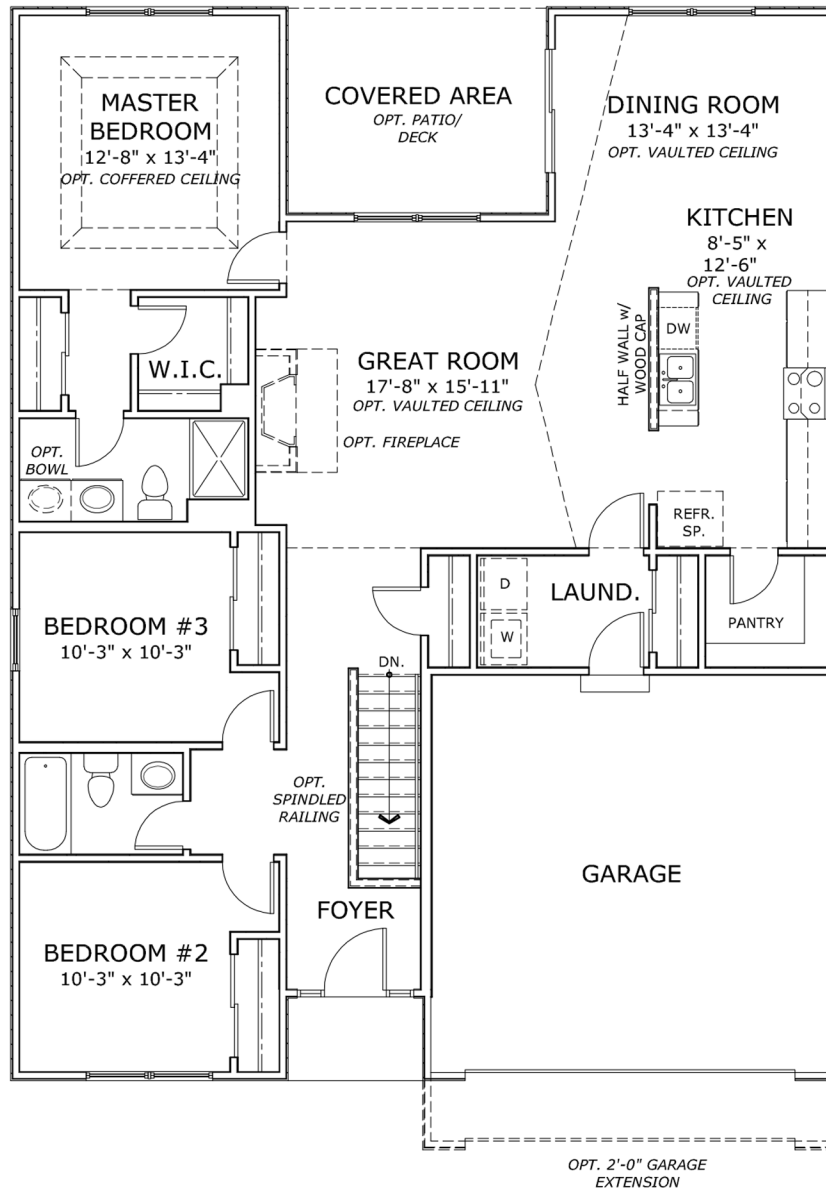 MASTER
BEDROOM
12'-8" x 13'-4"
OPT. COFFERED CEILING
COVERED AREA
OPT. PATIO/
DECK
DINING ROOM
13'-4" x 13'-4"
OPT. VAULTED CEILING
KITCHEN
8'-5" x
12'-6"
OPT. VAULTED
CEILING
HALF WALL w/
WOOD CAP
DW
W.I.C.
GREAT ROOM
17'-8" x 15'-11"
OPT. VAULTED CEILING
OPT. FIREPLACE
OPT.
BOWL
REFR.
SP.
D
W
LAUND.
PANTRY
BEDROOM #3
10'-3" x 10'-3"
DN.
OPT.
SPINDLED
RAILING
GARAGE
FOYER
BEDROOM #2
10'-3" x 10'-3"
OPT. 2'-0" GARAGE
EXTENSION